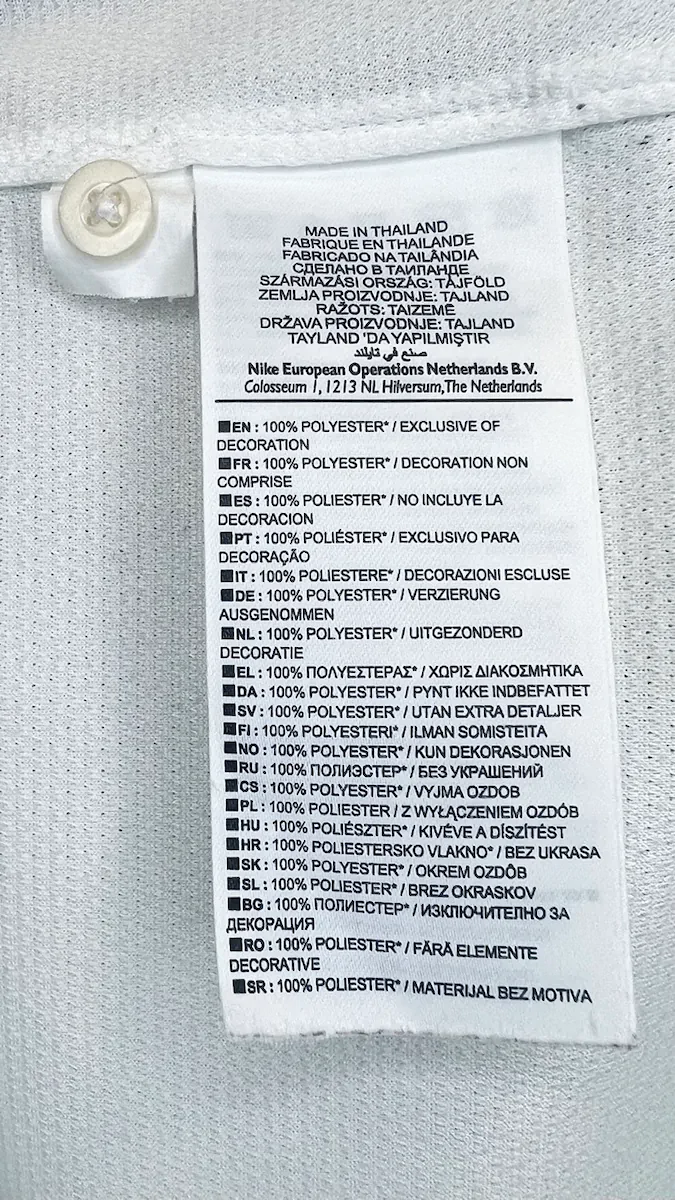 MADE IN THAILAND
FABRIQUE EN THAILANDE
FABRICADO NA TAILÂNDIA
СДЕЛАНО В ТАИЛАНДЕ
SZÁRMAZÁSI ORSZÁG: TÁJFÖLD
ZEMLJA PROIZVODNJE: TAJLAND
RAŽOTS: TAIZEMĒ
DRŽAVA PROIZVODNJE: TAJLAND
TAYLAND 'DA YAPILMIŞTIR
صنع في تايلند
Nike European Operations Netherlands B.V.
Colosseum 1, 1213 NL Hilversum,The Netherlands
EN : 100% POLYESTER* / EXCLUSIVE OF
DECORATION
FR : 100% POLYESTER* / DECORATION NON
COMPRISE
ES : 100% POLIESTER* / NO INCLUYE LA
DECORACION
PT : 100% POLIÉSTER* / EXCLUSIVO PARA
DECORAÇÃO
IT : 100% POLIESTERE* / DECORAZIONI ESCLUSE
DE : 100% POLYESTER* / VERZIERUNG
AUSGENOMMEN
NL : 100% POLYESTER* / UITGEZONDERD
DECORATIE
EL : 100% ΠΟΛΥΕΣΤΕΡΑΣ* / ΧΩΡΙΣ ΔΙΑΚΟΣΜΗΤΙΚΑ
DA : 100% POLYESTER* / PYNT IKKE INDBEFATTET
SV : 100% POLYESTER* / UTAN EXTRA DETALJER
FI : 100% POLYESTERI* / ILMAN SOMISTEITA
NO : 100% POLYESTER* / KUN DEKORASJONEN
RU : 100% ПОЛИЭСТЕР* / БЕЗ УКРАШЕНИЙ
CS : 100% POLYESTER* / VYJMA OZDOB
PL : 100% POLIESTER / Z WYŁĄCZENIEM OZDÓB
HU : 100% POLIÉSZTER* / KIVÉVE A DÍSZÍTÉST
HR : 100% POLIESTERSKO VLAKNO* / BEZ UKRASA
SK : 100% POLYESTER* / OKREM OZDÔB
SL : 100% POLIESTER* / BREZ OKRASKOV
BG : 100% ПОЛИЕСТЕР* / ИЗКЛЮЧИТЕЛНО ЗА
ДЕКОРАЦИЯ
RO : 100% POLIESTER* / FĂRĂ ELEMENTE
DECORATIVE
SR : 100% POLIESTER* / MATERIJAL BEZ MOTIVA